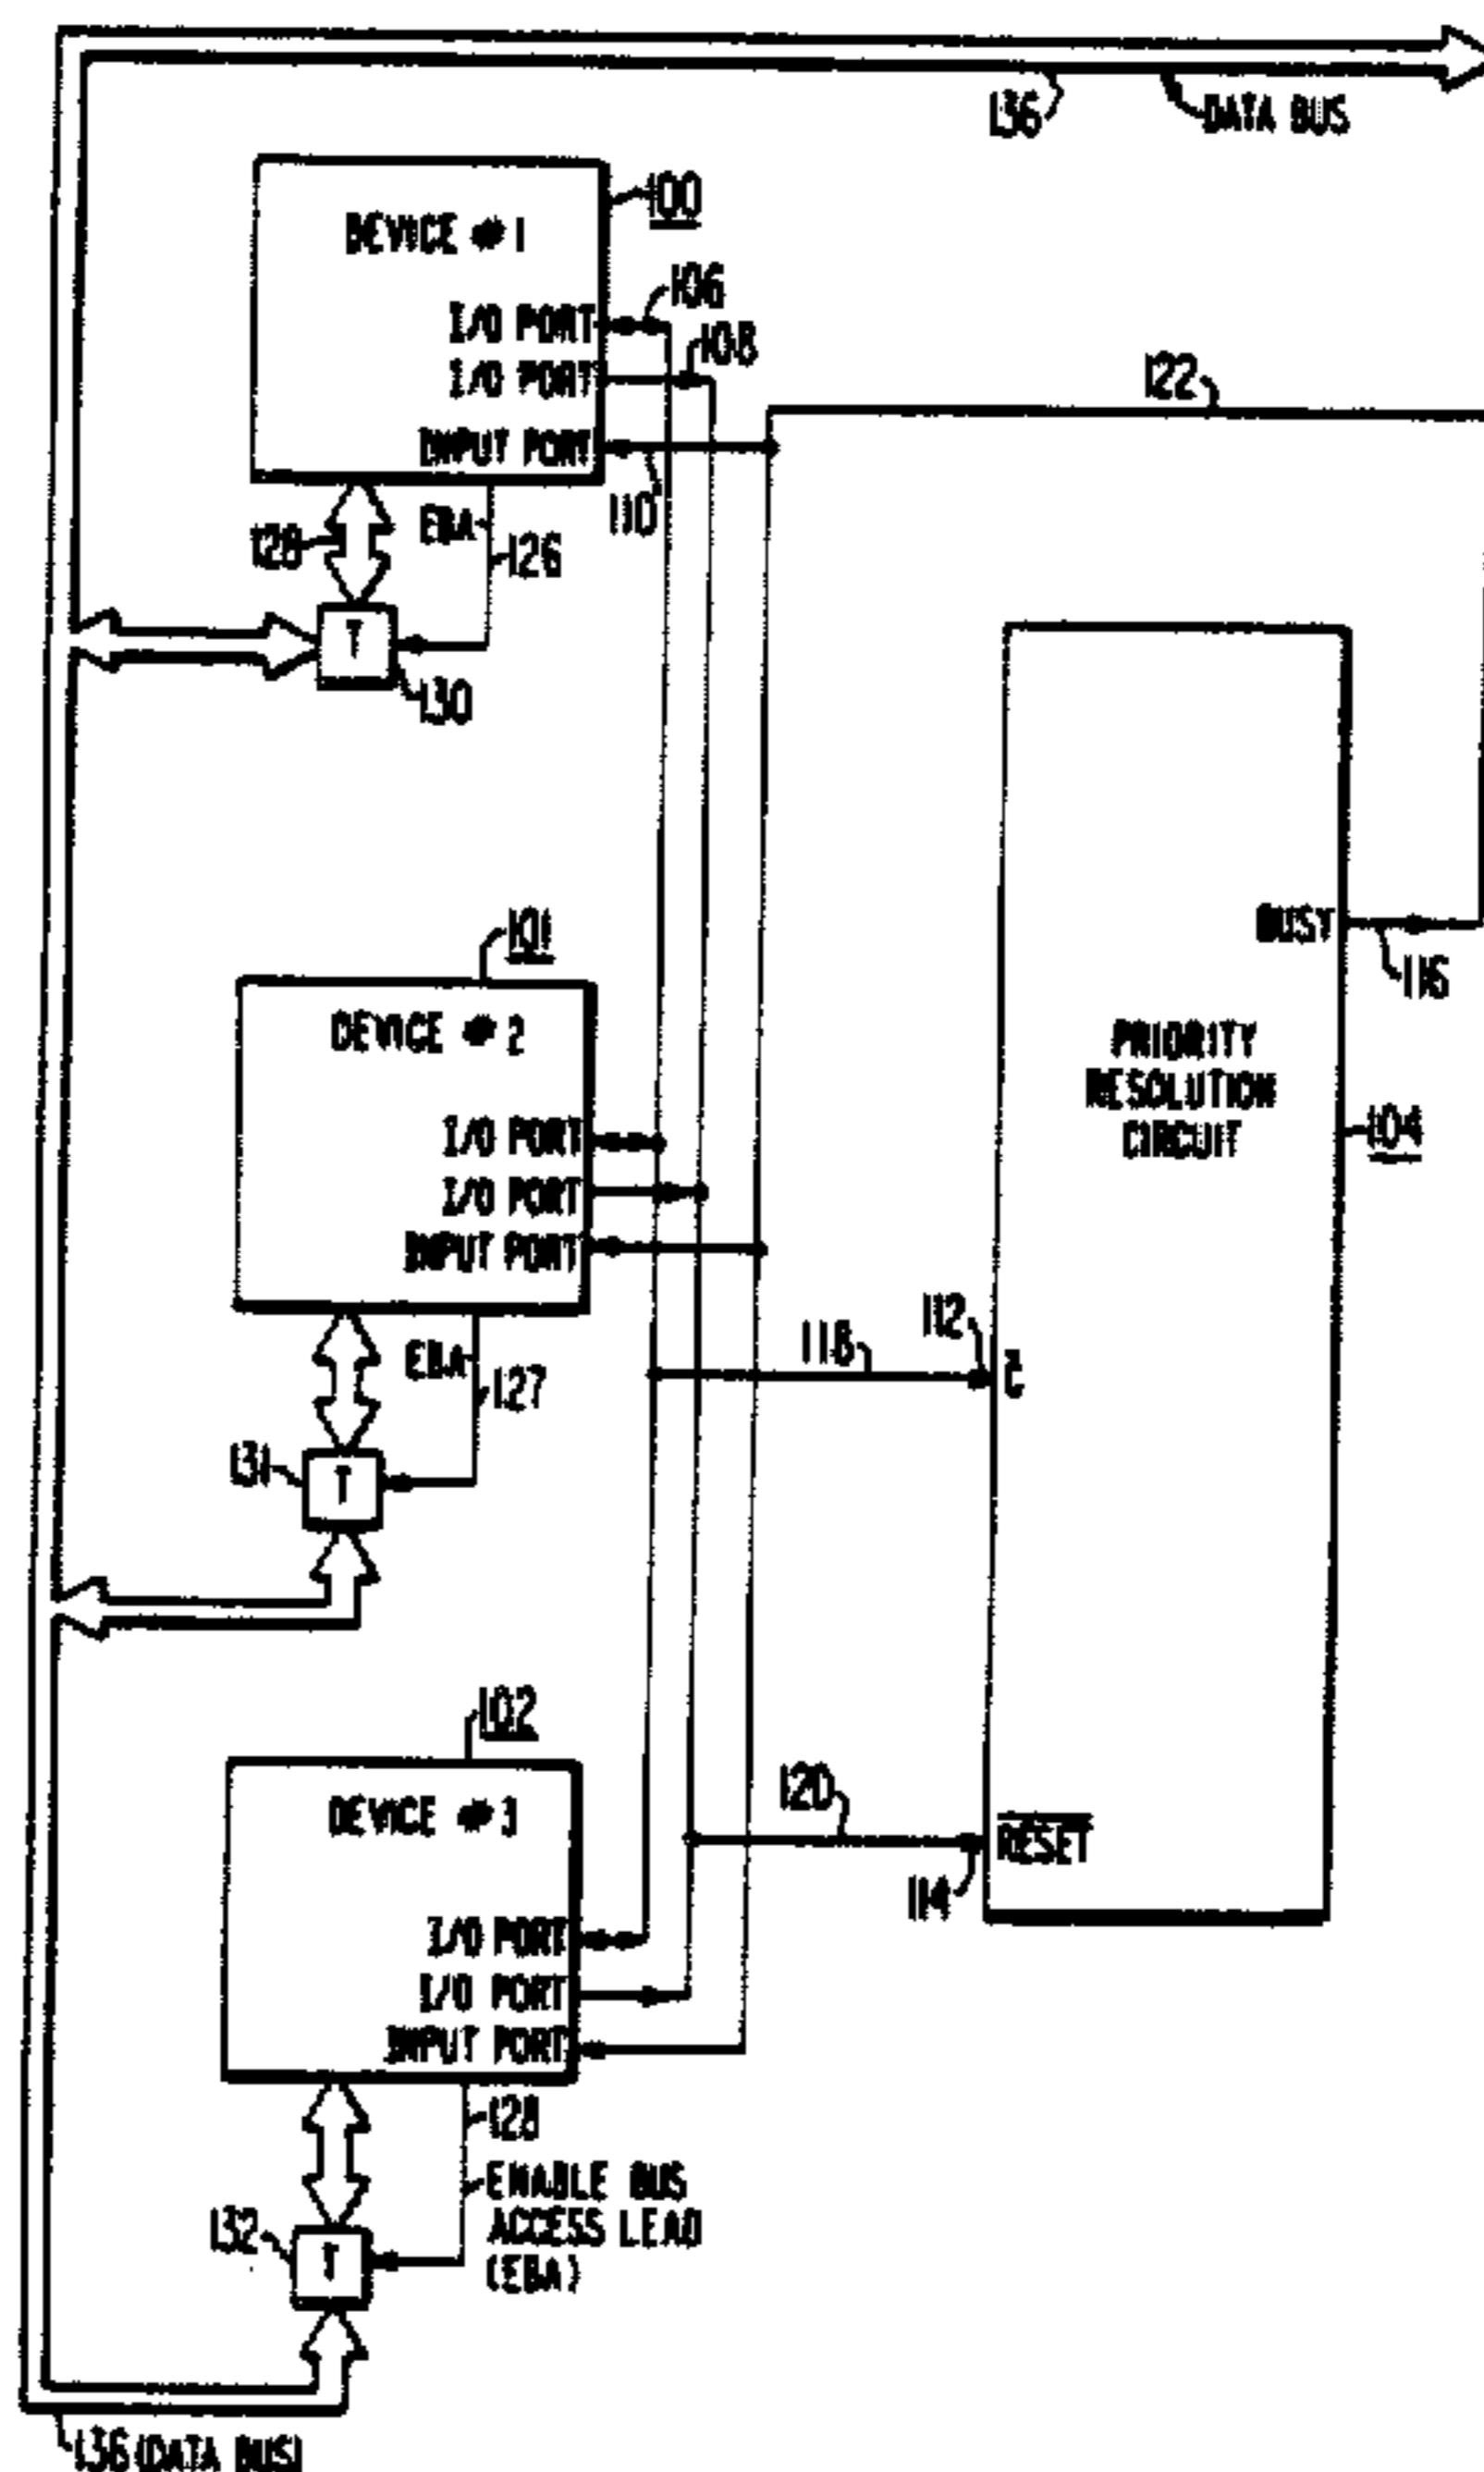 136
DATA BUS
DEVICE #1
100
I/O PORT
106
I/O PORT
108
INPUT PORT
110
122
128
EBA
126
T
130
101
DEVICE #2
I/O PORT
I/O PORT
INPUT PORT
BUSY
116
PRIORITY
RESOLUTION
CIRCUIT
104
EBA
127
118
112
C
131
T
102
DEVICE #3
120
RESET
114
I/O PORT
I/O PORT
INPUT PORT
128
ENABLE BUS
ACCESS LEAD
(EBA)
132
T
136 (DATA BUS)